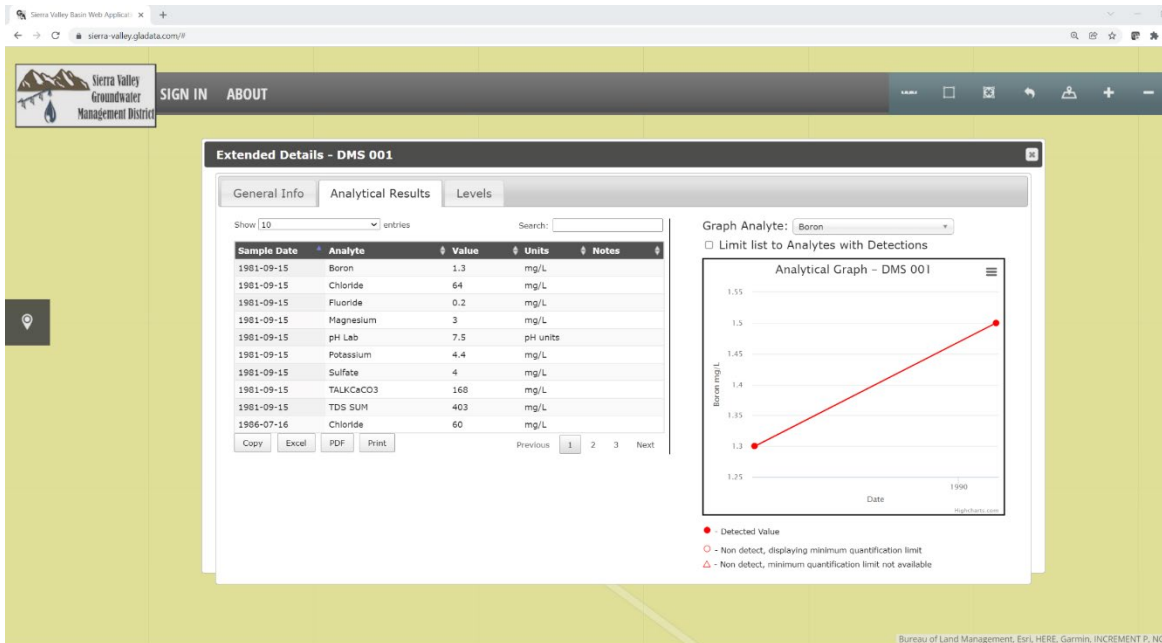 Sierra Valley Basin Web Applicati
sierra-valley.gladata.com/#
Sierra Valley
Groundwater
Management District
SIGN IN ABOUT
Extended Details - DMS 001
General Info Analytical Results Levels
Show 10 entries Search:
Sample Date Analyte Value Units Notes
1981-09-15 Boron 1.3 mg/L
1981-09-15 Chloride 64 mg/L
1981-09-15 Fluoride 0.2 mg/L
1981-09-15 Magnesium 3 mg/L
1981-09-15 pH Lab 7.5 pH units
1981-09-15 Potassium 4.4 mg/L
1981-09-15 Sulfate 4 mg/L
1981-09-15 TALKCaCO3 168 mg/L
1981-09-15 TDS SUM 403 mg/L
1986-07-16 Chloride 60 mg/L
Copy Excel PDF Print Previous 1 2 3 Next
Graph Analyte: Boron
Limit list to Analytes with Detections
Analytical Graph - DMS 001
Boron mg/L
1.55
1.5
1.45
1.4
1.35
1.3
1.25
1990
Date
Highcharts.com
- Detected Value
- Non detect, displaying minimum quantification limit
- Non detect, minimum quantification limit not available
Bureau of Land Management, Esri, HERE, Garmin, INCREMENT P, NG